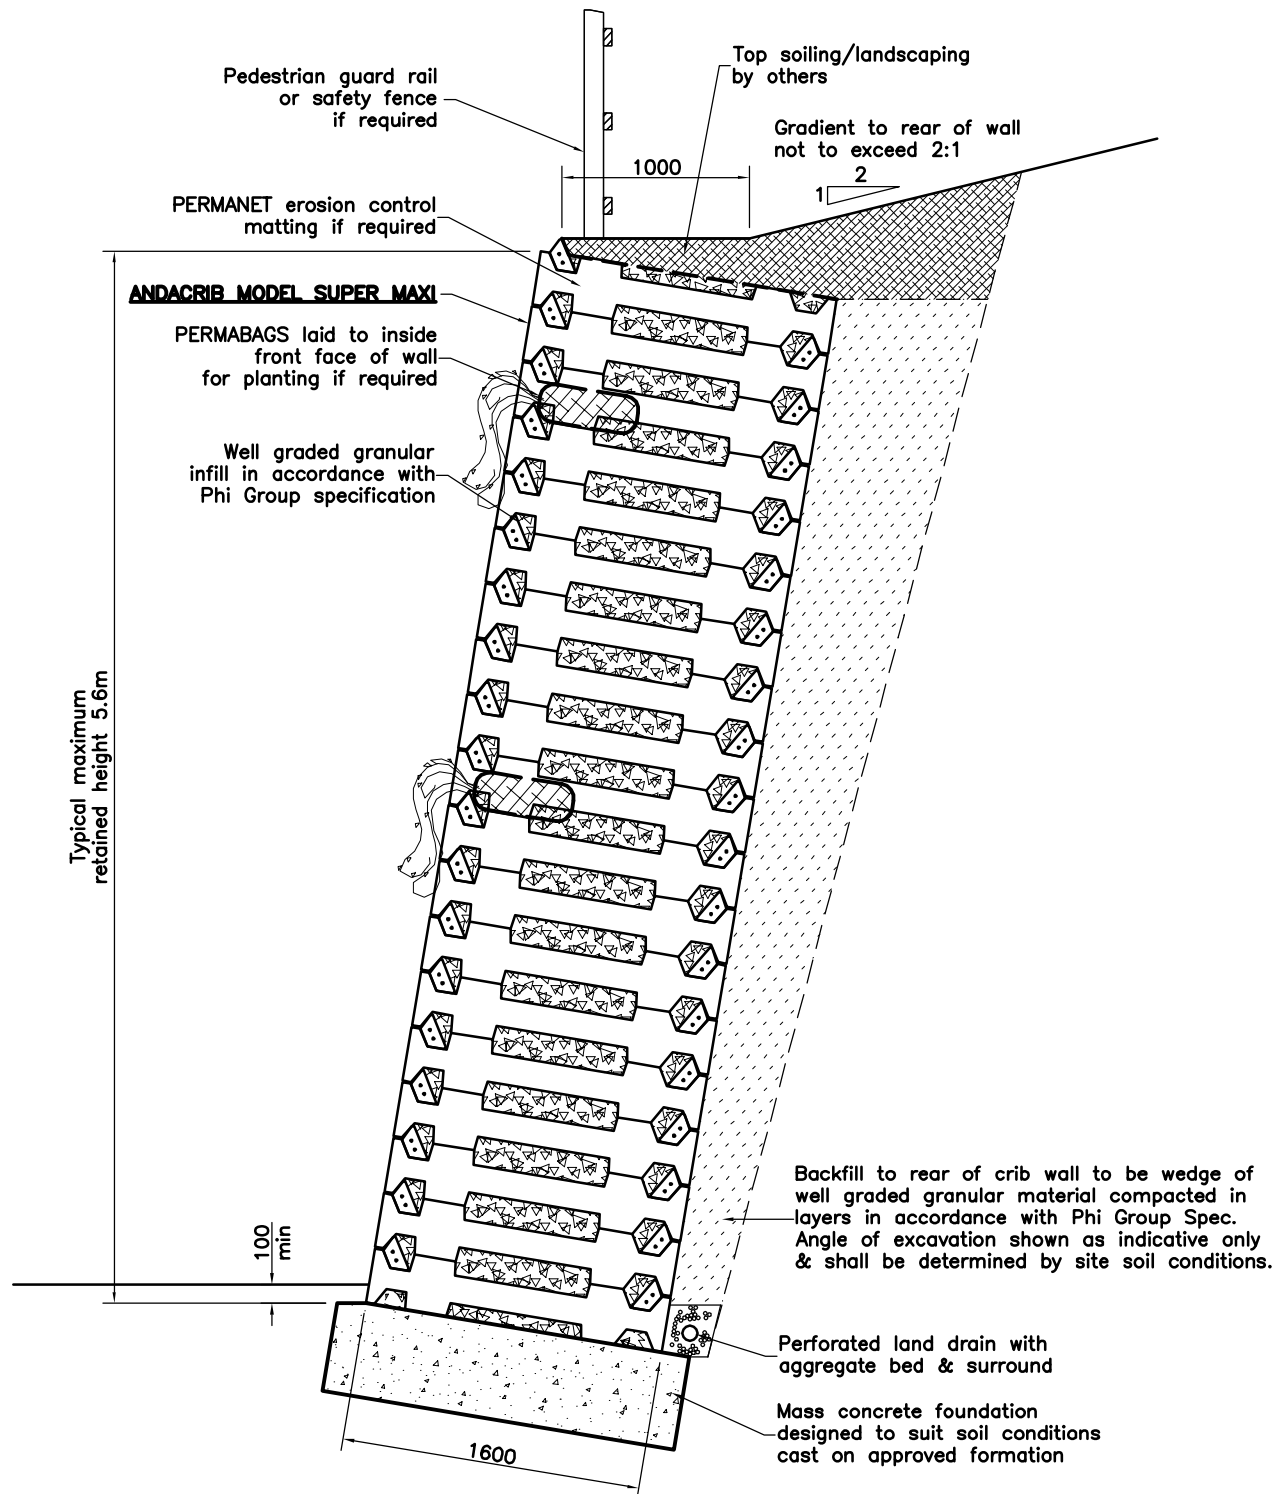 Pedestrian guard rail
or safety fence
if required
Top soiling/landscaping
by others
Gradient to rear of wall
not to exceed 2:1
2
1
1000
PERMANET erosion control
matting if required
ANDACRIB MODEL SUPER MAXI
PERMABAGS laid to inside
front face of wall
for planting if required
Well graded granular
infill in accordance with
Phi Group specification
Typical maximum
retained height 5.6m
100
min
Backfill to rear of crib wall to be wedge of
well graded granular material compacted in
layers in accordance with Phi Group Spec.
Angle of excavation shown as indicative only
& shall be determined by site soil conditions.
Perforated land drain with
aggregate bed & surround
Mass concrete foundation
designed to suit soil conditions
cast on approved formation
1600